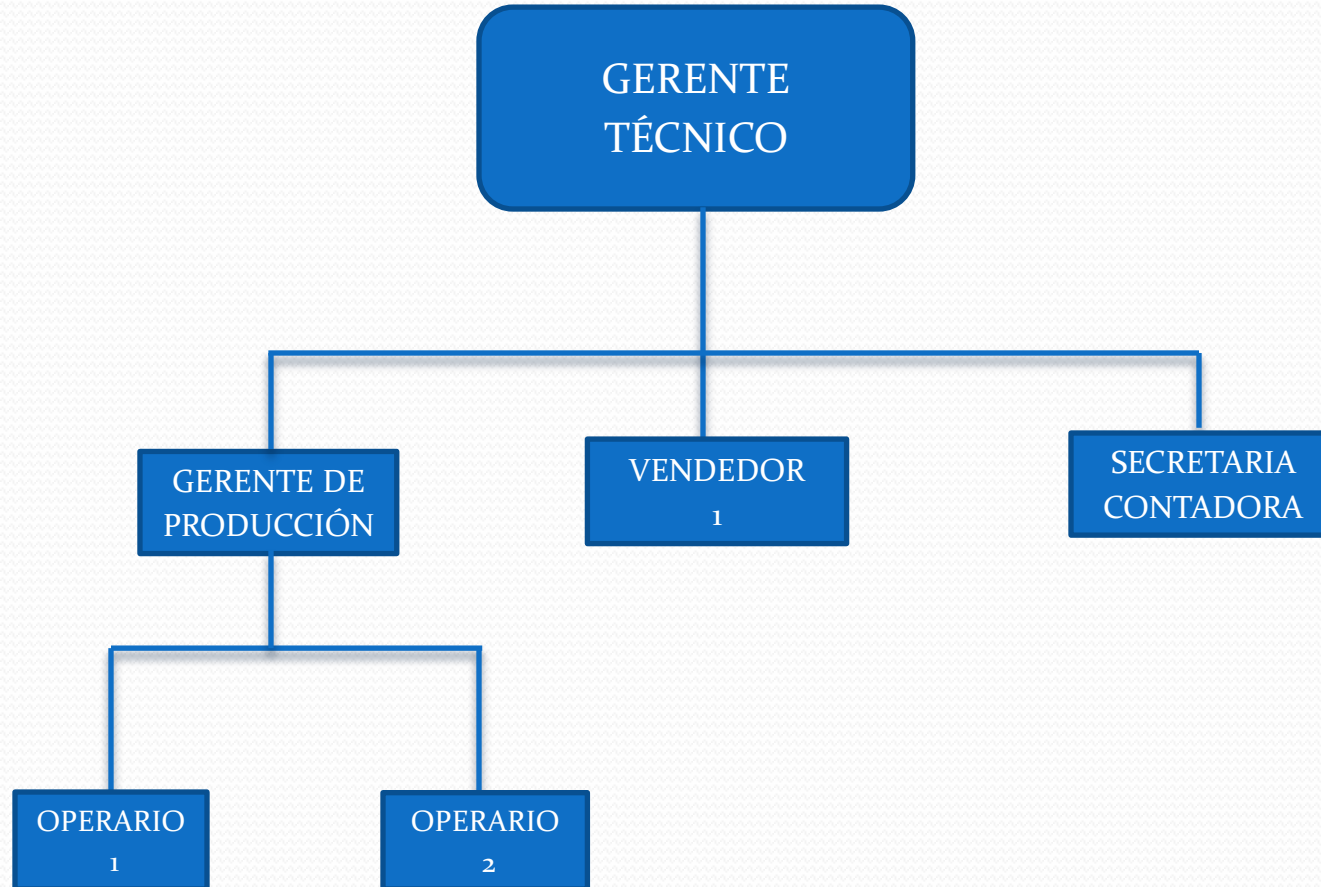 GERENTE
TÉCNICO
GERENTE DE
PRODUCCIÓN
VENDEDOR
1
SECRETARIA
CONTADORA
OPERARIO
1
OPERARIO
2